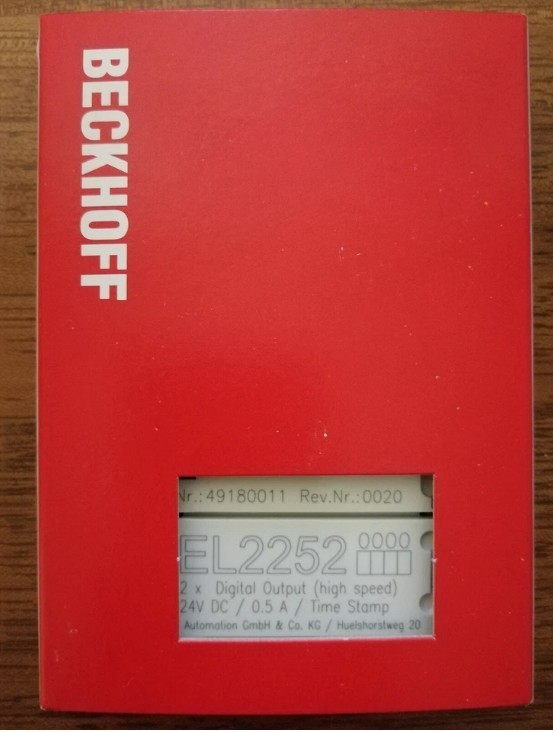 BECKHOFF
Nr.:49180011 Rev.Nr.:0020
EL2252 0000
2 x Digital Output (high speed)
24V DC / 0.5 A / Time Stamp
Automation GmbH & Co. KG / Huelshorstweg 20